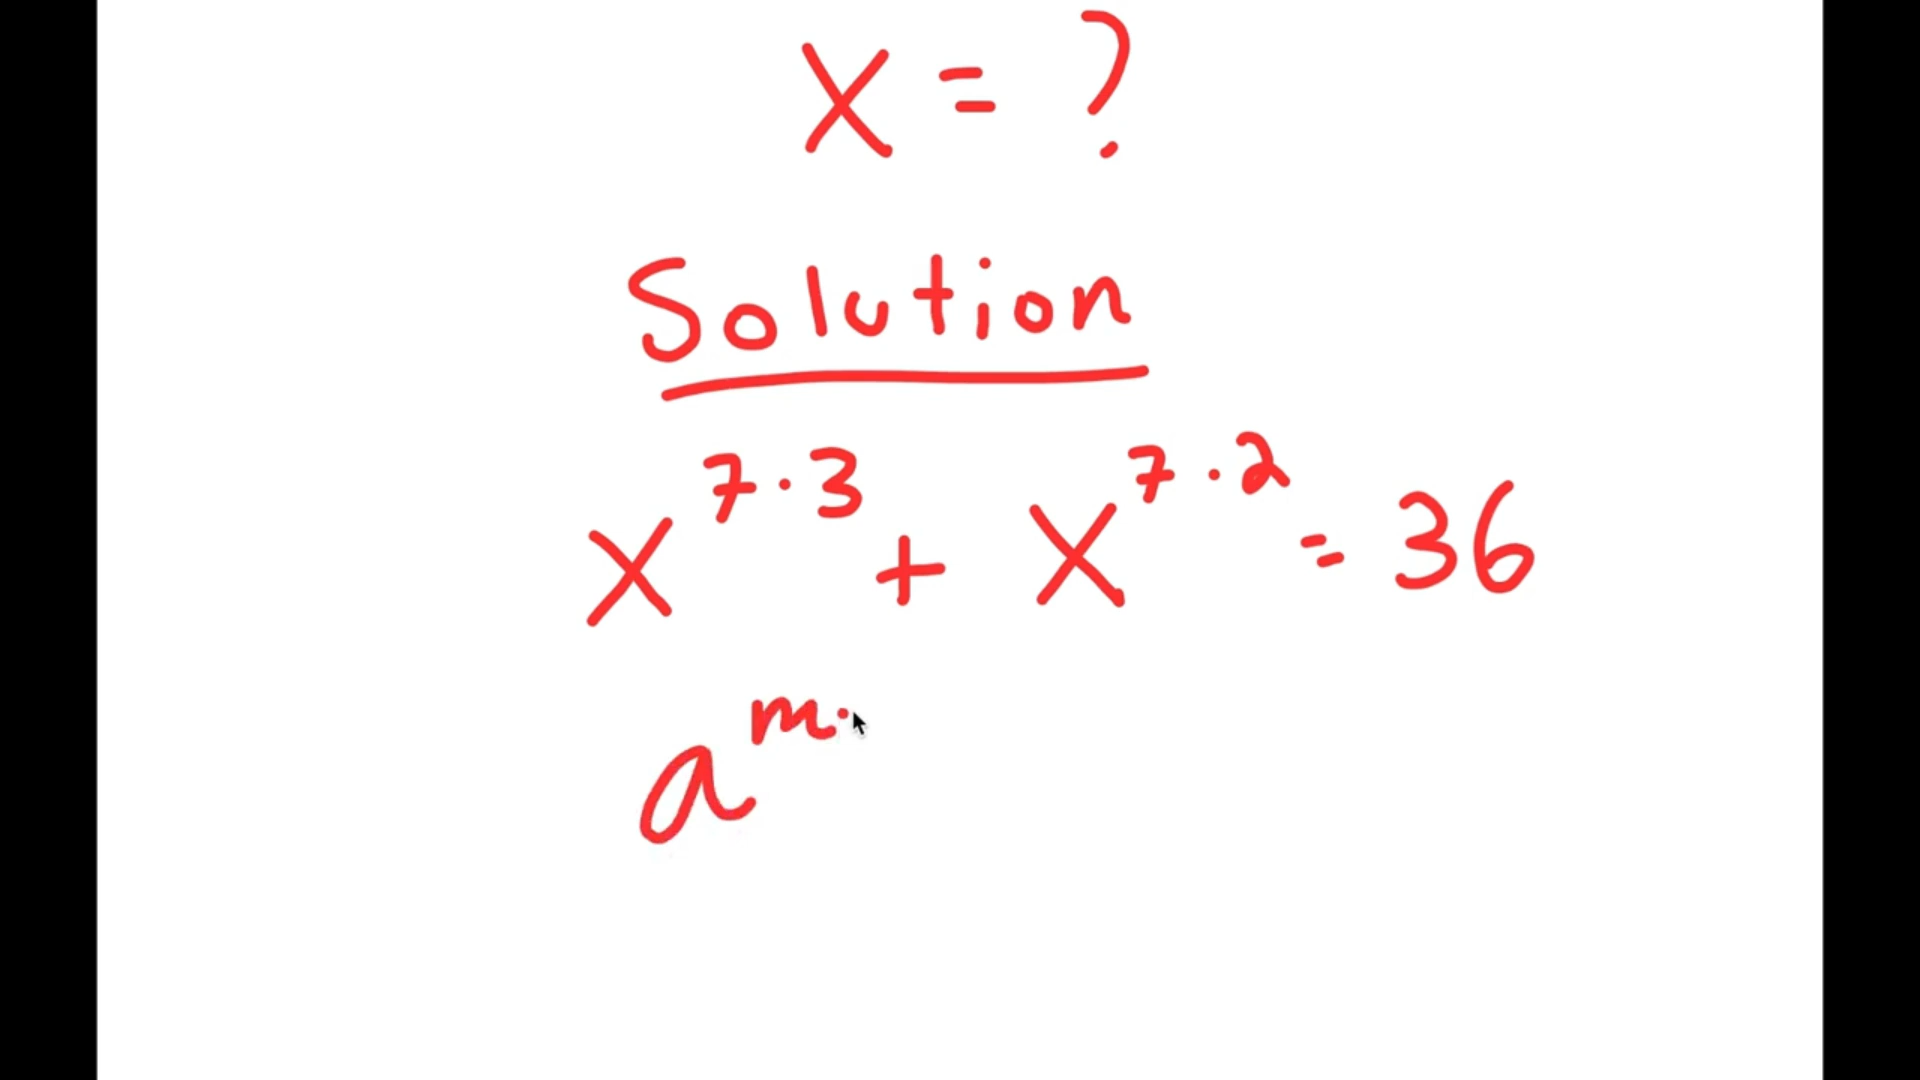 x = ?
Solution
x^{7·3} + x^{7·2} = 36
a^{m·}